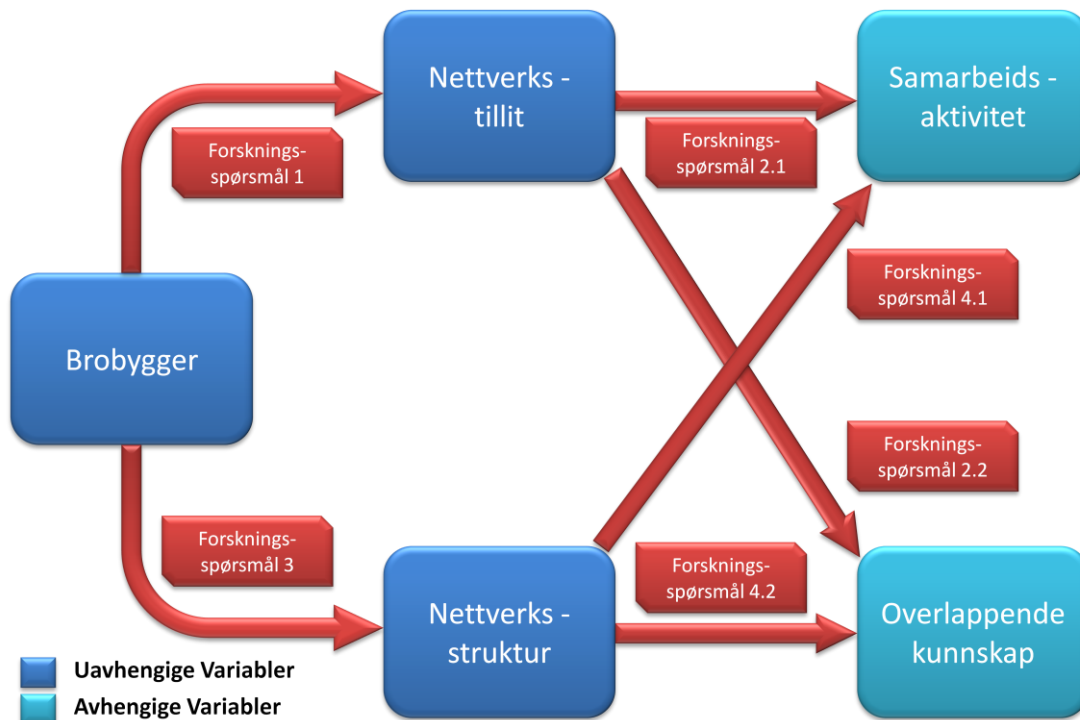 Nettverks -
tillit
Samarbeids -
aktivitet
Forsknings-
spørsmål 1
Forsknings-
spørsmål 2.1
Forsknings-
spørsmål 4.1
Brobygger
Forsknings-
spørsmål 2.2
Forsknings-
spørsmål 3
Forsknings-
spørsmål 4.2
Nettverks -
struktur
Overlappende
kunnskap
Uavhengige Variabler
Avhengige Variabler